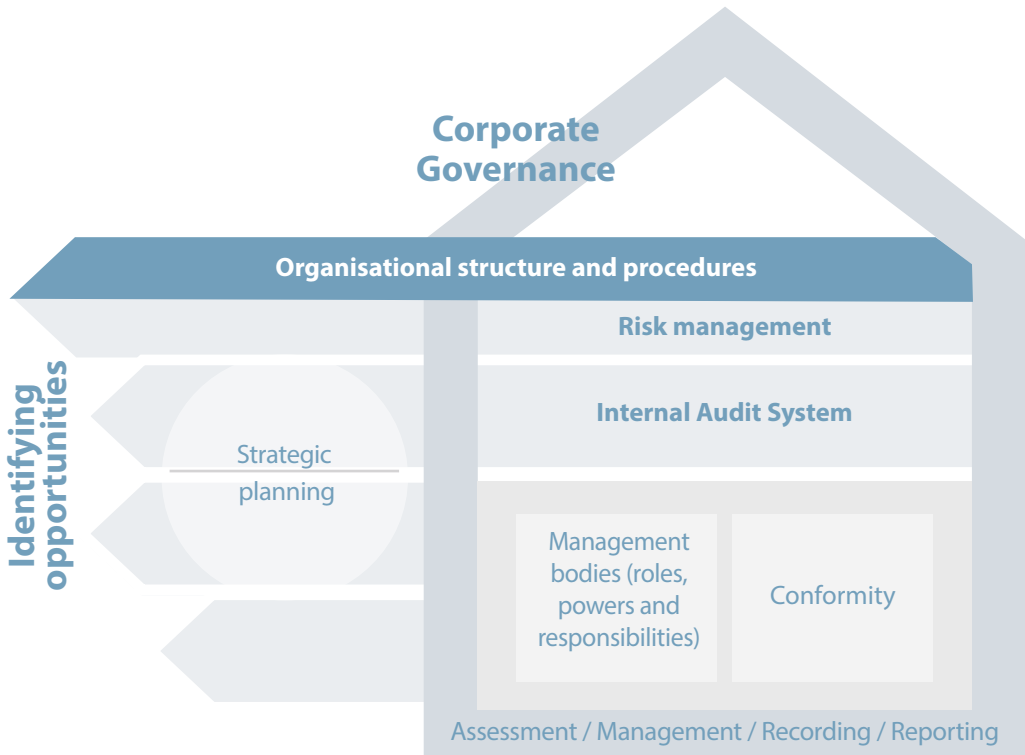 Corporate
Governance
Organisational structure and procedures
Risk management
Internal Audit System
Identifying
opportunities
Strategic
planning
Management
bodies (roles,
powers and
responsibilities)
Conformity
Assessment / Management / Recording / Reporting